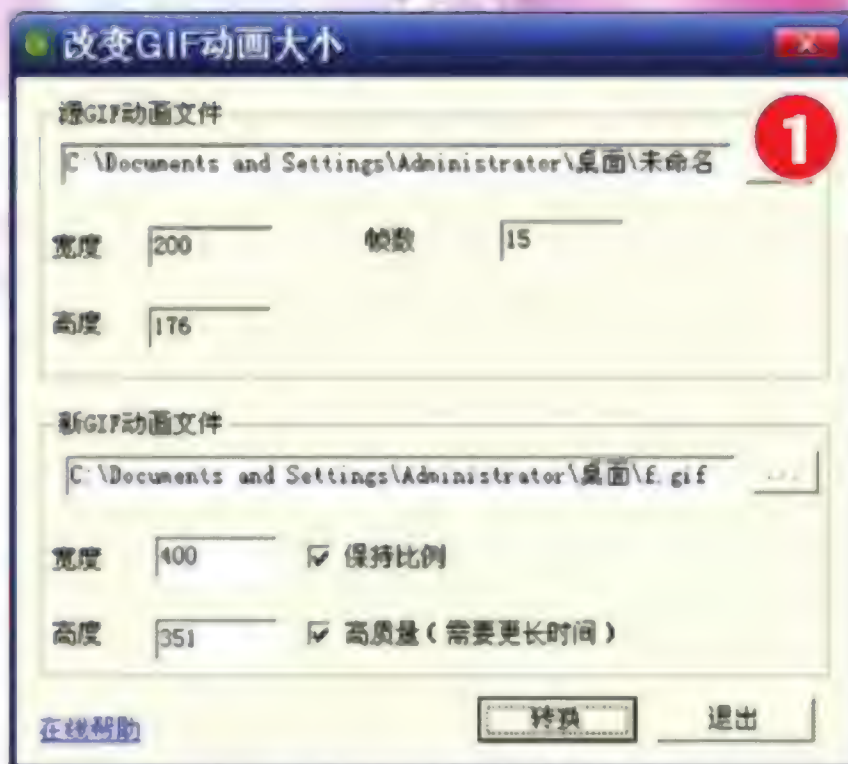 改变GIF动画大小
源GIF动画文件
1
C:\Documents and Settings\Administrator\桌面\未命名
宽度 200 帧数 15
高度 176
新GIF动画文件
C:\Documents and Settings\Administrator\桌面\f.gif ...
宽度 400 保持比例
高度 351 高质量(需要更长时间)
在线帮助 转换 退出